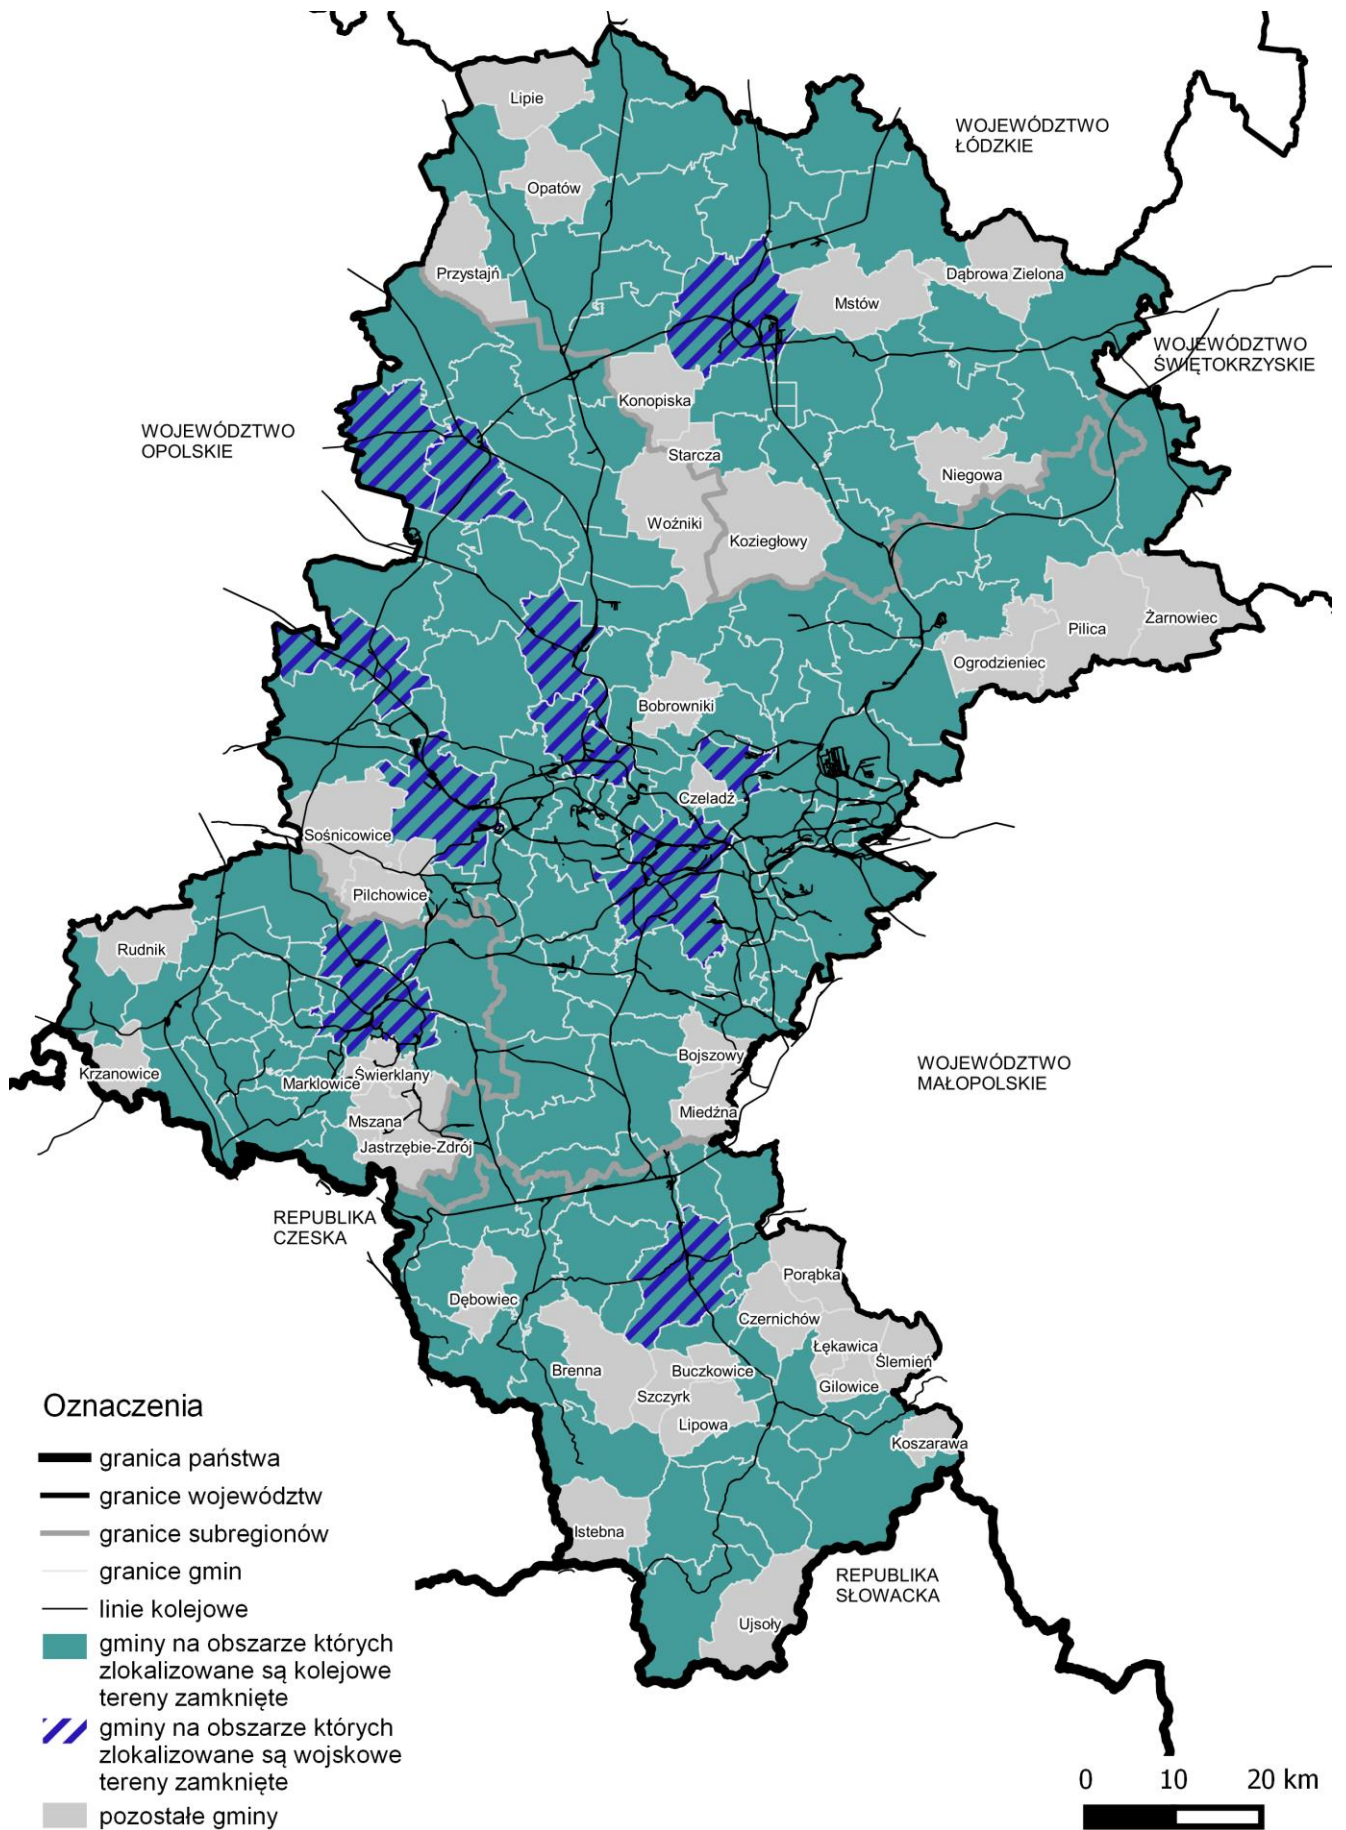 Lipie
WOJEWÓDZTWO
ŁÓDZKIE
Opatów
Przystajń
Dąbrowa Zielona
Mstów
WOJEWÓDZTWO
ŚWIĘTOKRZYSKIE
Konopiska
WOJEWÓDZTWO
OPOLSKIE
Starcza
Niegowa
Woźniki
Koziegłowy
Żarnowiec
Pilica
Ogrodzieniec
Bobrowniki
Czeladź
Sośnicowice
Pilchowice
Rudnik
Bojszowy
WOJEWÓDZTWO
MAŁOPOLSKIE
Krzanowice
Marklowice
Świerklany
Miedźna
Mszana
Jastrzębie-Zdrój
REPUBLIKA
CZESKA
Porąbka
Dębowiec
Czernichów
Łękawica
Ślemień
Brenna
Buczkowice
Gilowice
Szczyrk
Lipowa
Koszarawa
Istebna
REPUBLIKA
SŁOWACKA
Ujsoły
Oznaczenia
granica państwa
granice województw
granice subregionów
granice gmin
linie kolejowe
gminy na obszarze których
zlokalizowane są kolejowe
tereny zamknięte
gminy na obszarze których
zlokalizowane są wojskowe
tereny zamknięte
pozostałe gminy
0 10 20 km